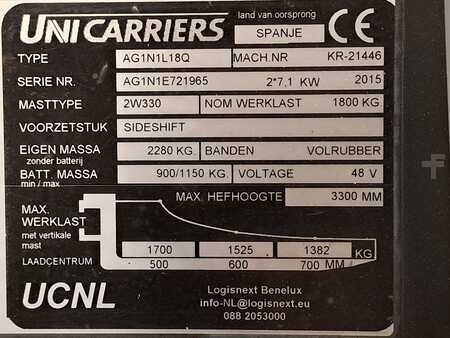 UNICARRIERS land van oorsprong SPANJE CE
TYPE AG1N1L18Q MACH.NR KR-21446
SERIE NR. AG1N1E721965 2*7,1 KW 2015
MASTTYPE 2W330 NOM WERKLAST 1800 KG
VOORZETSTUK SIDESHIFT
EIGEN MASSA zonder batterij 2280 KG. BANDEN VOLRUBBER
BATT. MASSA min / max 900/1150 KG. VOLTAGE 48 V
MAX. HEFHOOGTE 3300 MM
MAX. WERKLAST
met vertikale mast
1700 1525 1382 KG
LAADCENTRUM 500 600 700 MM
UCNL
Logisnext Benelux
info-NL@logisnext.eu
088 2053000